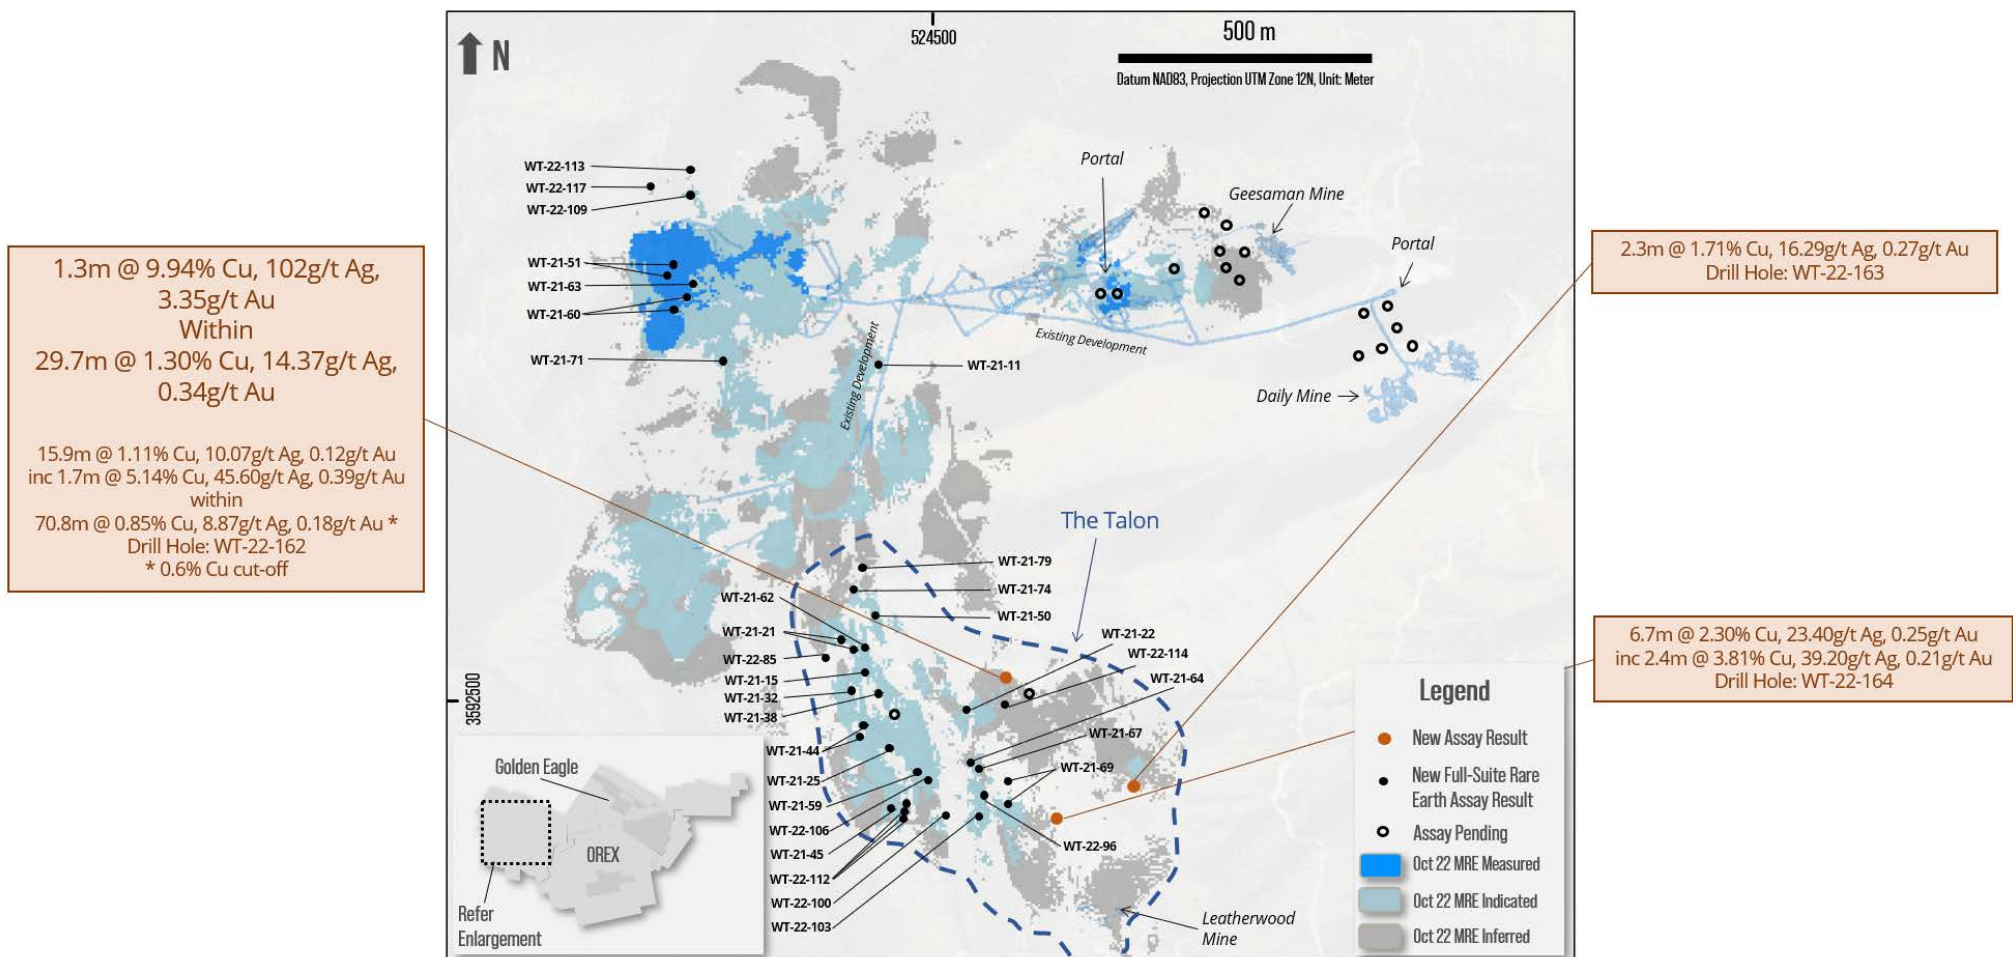 N
524500
500 m
Datum NAD83, Projection UTM Zone 12N, Unit: Meter
1.3m @ 9.94% Cu, 102g/t Ag,
3.35g/t Au
Within
29.7m @ 1.30% Cu, 14.37g/t Ag,
0.34g/t Au
15.9m @ 1.11% Cu, 10.07g/t Ag, 0.12g/t Au
inc 1.7m @ 5.14% Cu, 45.60g/t Ag, 0.39g/t Au
within
70.8m @ 0.85% Cu, 8.87g/t Ag, 0.18g/t Au *
Drill Hole: WT-22-162
* 0.6% Cu cut-off
WT-22-113
WT-22-117
WT-22-109
WT-21-51
WT-21-63
WT-21-60
WT-21-71
Portal
Geesaman Mine
Portal
Existing Development
Existing Development
WT-21-11
Daily Mine
2.3m @ 1.71% Cu, 16.29g/t Ag, 0.27g/t Au
Drill Hole: WT-22-163
The Talon
WT-21-79
WT-21-74
WT-21-50
WT-21-62
WT-21-21
WT-22-85
WT-21-15
WT-21-32
WT-21-38
WT-21-44
WT-21-25
WT-21-59
WT-22-106
WT-21-45
WT-22-112
WT-22-100
WT-22-103
WT-21-22
WT-22-114
WT-21-64
WT-21-67
WT-21-69
WT-22-96
Leatherwood
Mine
3592500
6.7m @ 2.30% Cu, 23.40g/t Ag, 0.25g/t Au
inc 2.4m @ 3.81% Cu, 39.20g/t Ag, 0.21g/t Au
Drill Hole: WT-22-164
Golden Eagle
OREX
Refer
Enlargement
Legend
New Assay Result
New Full-Suite Rare
Earth Assay Result
Assay Pending
Oct 22 MRE Measured
Oct 22 MRE Indicated
Oct 22 MRE Inferred